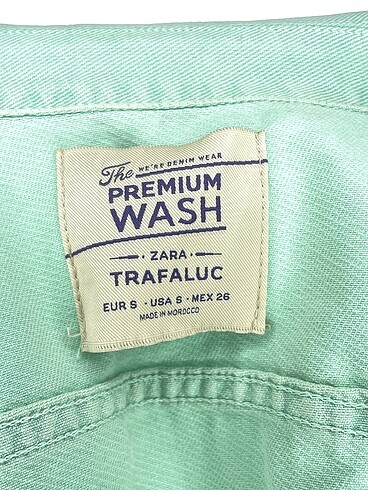 The WE'RE DENIM WEAR
PREMIUM
WASH
ZARA
TRAFALUC
EUR S · USA S · MEX 26
MADE IN MOROCCO